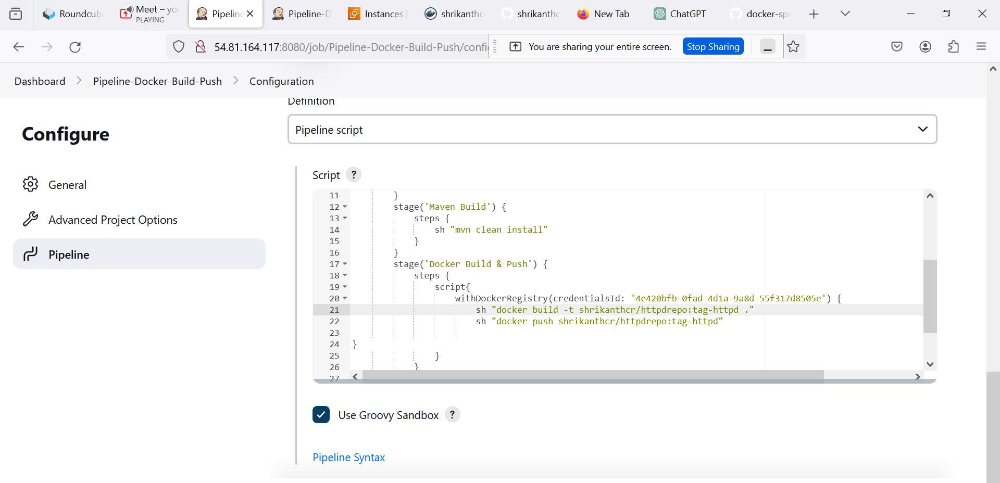 Roundcub
Meet – yos
PLAYING
Pipeline
Pipeline-D
Instances
shrikanthc
shrikanthc
New Tab
ChatGPT
docker-sp
54.81.164.117:8080/job/Pipeline-Docker-Build-Push/config
You are sharing your entire screen.
Stop Sharing
Dashboard
Pipeline-Docker-Build-Push
Configuration
Definition
Configure
Pipeline script
General
Advanced Project Options
Pipeline
Script ?
11 }
12 stage('Maven Build') {
13 steps {
14 sh "mvn clean install"
15 }
16 }
17 stage('Docker Build & Push') {
18 steps {
19 script{
20 withDockerRegistry(credentialsId: '4e420bfb-0fad-4d1a-9a8d-55f317d8505e') {
21 sh "docker build -t shrikanthcr/httpdrepo:tag-httpd ."
22 sh "docker push shrikanthcr/httpdrepo:tag-httpd"
23
24 }
25 }
26 }
27
Use Groovy Sandbox ?
Pipeline Syntax